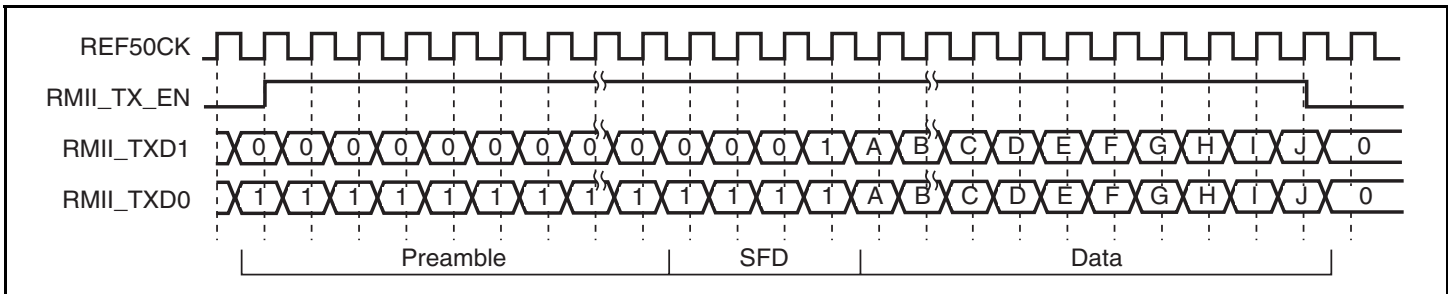 REF50CK
RMII_TX_EN
RMII_TXD1 0 0 0 0 0 0 0 0 0 0 0 0 1 A B C D E F G H I J 0
RMII_TXD0 1 1 1 1 1 1 1 1 1 1 1 1 1 A B C D E F G H I J 0
Preamble SFD Data